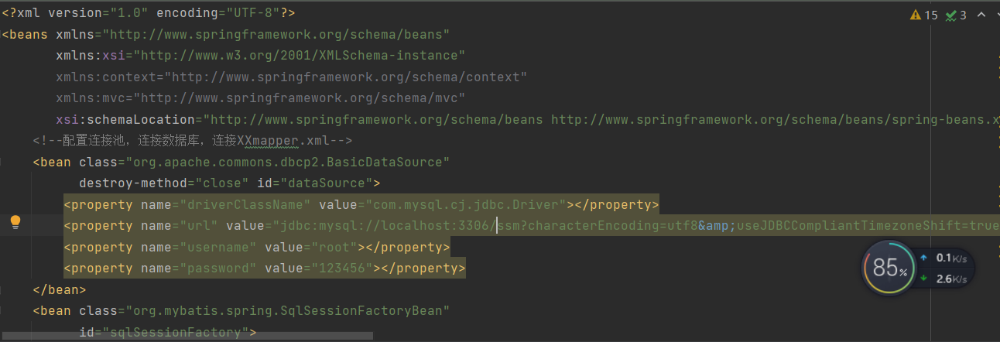 <?xml version="1.0" encoding="UTF-8"?>
15 3
<beans xmlns="http://www.springframework.org/schema/beans"
xmlns:xsi="http://www.w3.org/2001/XMLSchema-instance"
xmlns:context="http://www.springframework.org/schema/context"
xmlns:mvc="http://www.springframework.org/schema/mvc"
xsi:schemaLocation="http://www.springframework.org/schema/beans http://www.springframework.org/schema/beans/spring-beans.x
<!--配置连接池，连接数据库，连接XXmapper.xml-->
<bean class="org.apache.commons.dbcp2.BasicDataSource"
destroy-method="close" id="dataSource">
<property name="driverClassName" value="com.mysql.cj.jdbc.Driver"></property>
<property name="url" value="jdbc:mysql://localhost:3306/ssm?characterEncoding=utf8&amp;useJDBCCompliantTimezoneShift=true
<property name="username" value="root"></property>
<property name="password" value="123456"></property>
</bean>
<bean class="org.mybatis.spring.SqlSessionFactoryBean"
id="sqlSessionFactory">
85%
0.1K/s
2.6K/s